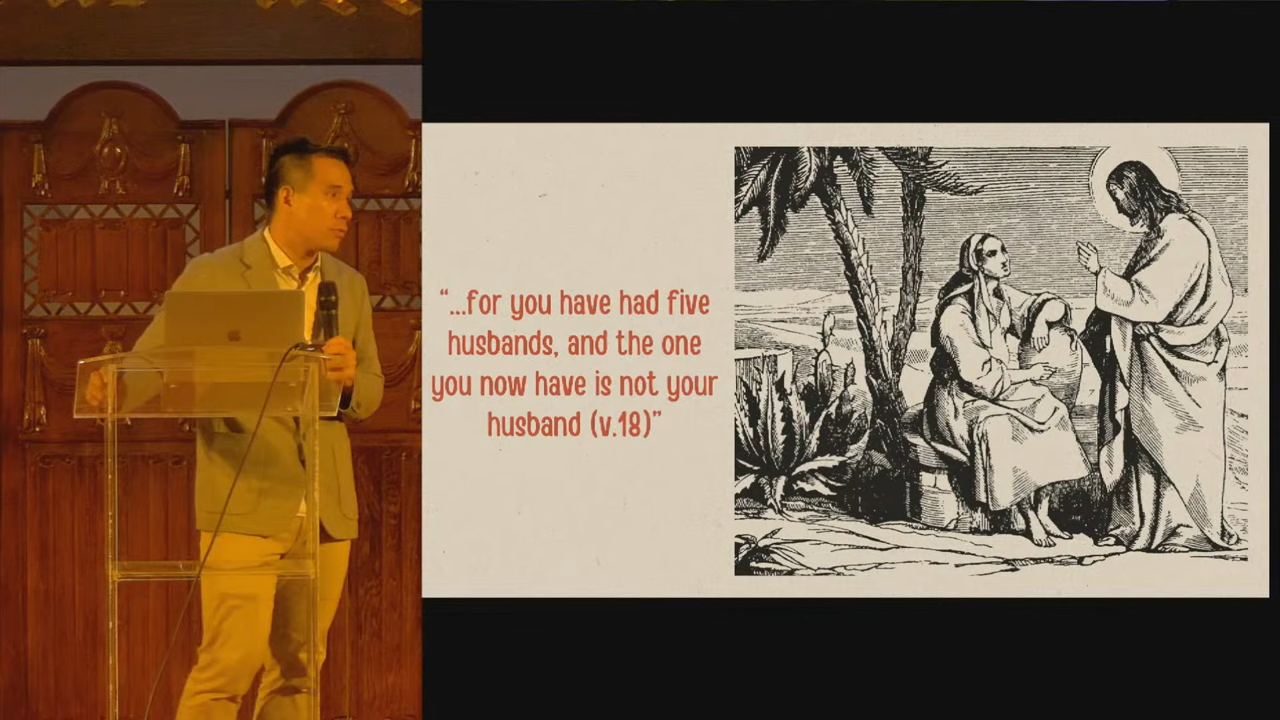 “...for you have had five
husbands, and the one
you now have is not your
husband (v.18)”